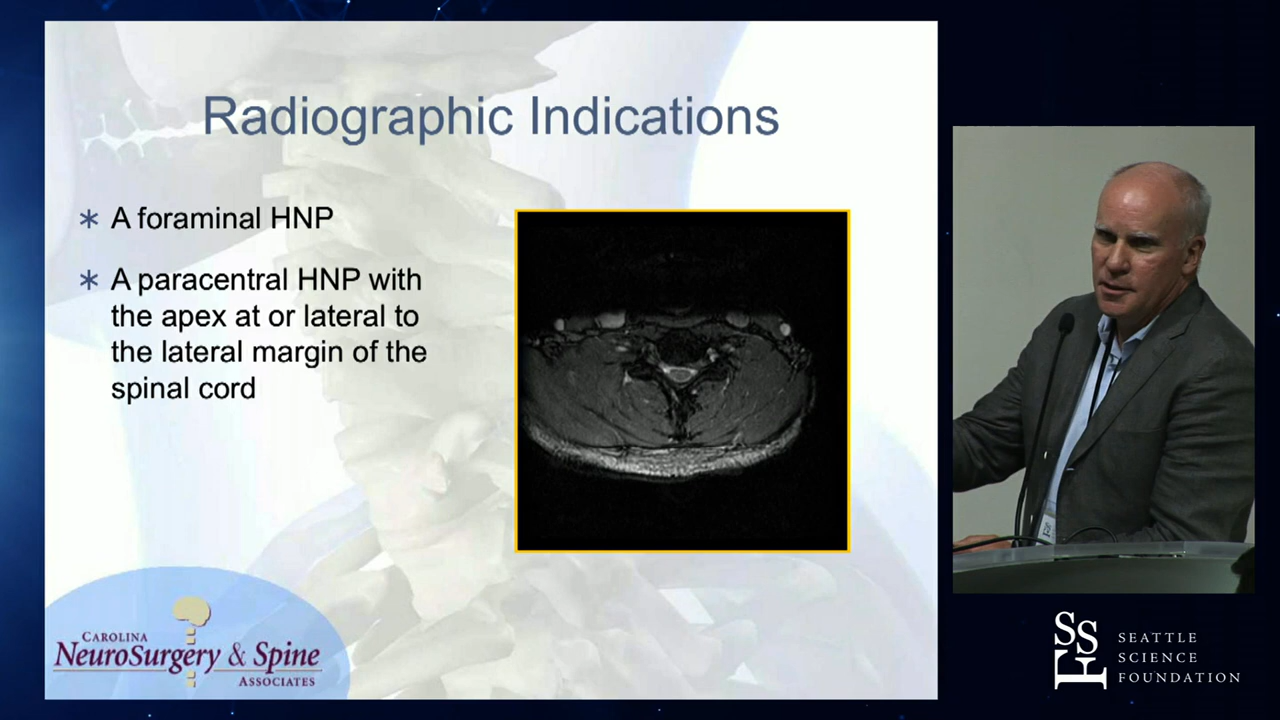 Radiographic Indications
A foraminal HNP
A paracentral HNP with
the apex at or lateral to
the lateral margin of the
spinal cord
CAROLINA
NEUROSURGERY & SPINE
ASSOCIATES
SSF
SEATTLE
SCIENCE
FOUNDATION